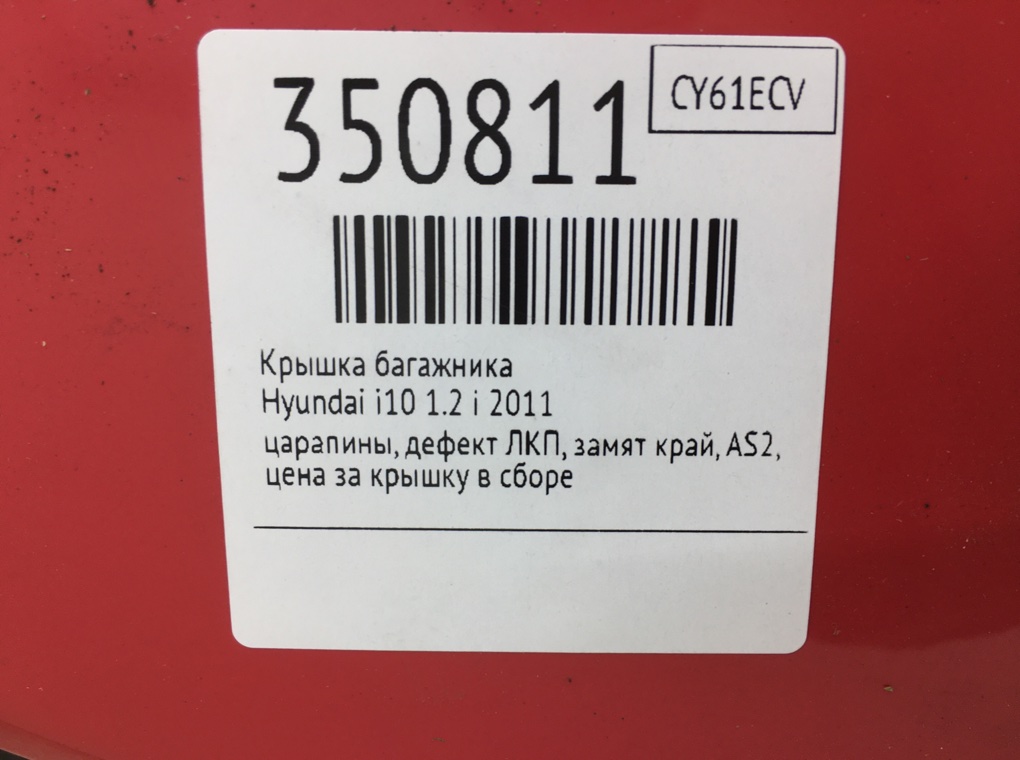 350811
CY61ECV
Крышка багажника
Hyundai i10 1.2 i 2011
царапины, дефект ЛКП, замят край, AS2,
цена за крышку в сборе